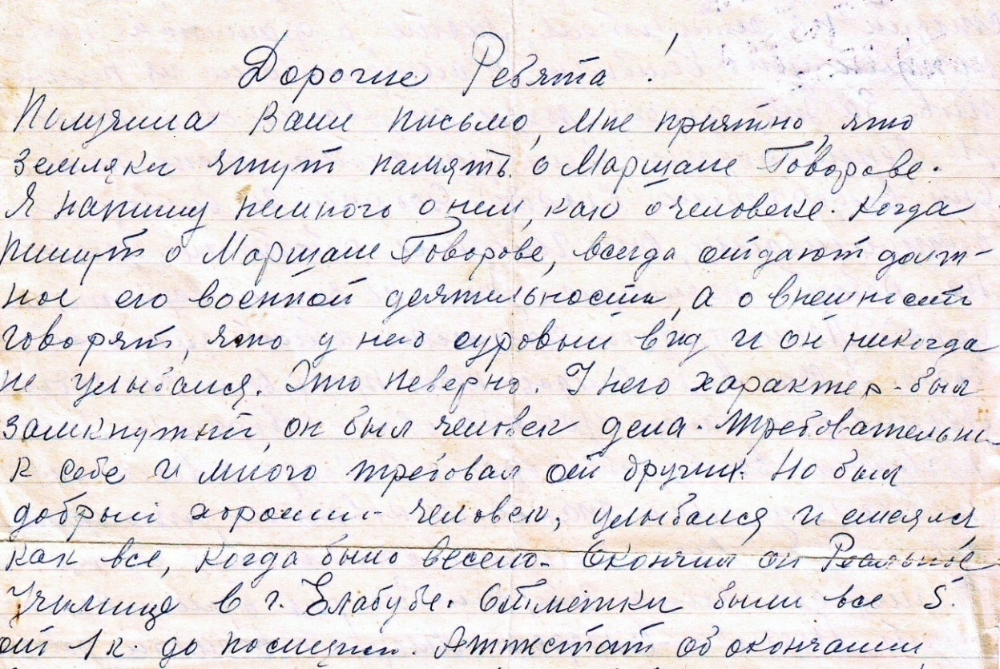 Дорогие Ребята!
Получила Ваше письмо, мне приятно, что
земляки чтут память о Маршале Говорове.
Я напишу немного о нем, как о человеке. Когда
пишут о Маршале Говорове, всегда, отдают долж-
ное его военной деятельности, а о внешности
говорят, что у него суровый вид и он никогда
не улыбался. Это неверно. У него характер был
замкнутый, он был человек дела. Требовательный
к себе и много требовал от других. Но был
добрый хороший человек, улыбался и смеялся
как все, когда было весело. Окончил он Реальное
Училище в г. Елабубе. Отметки были все 5.
от 1 к. до последн. Аттестат об окончании